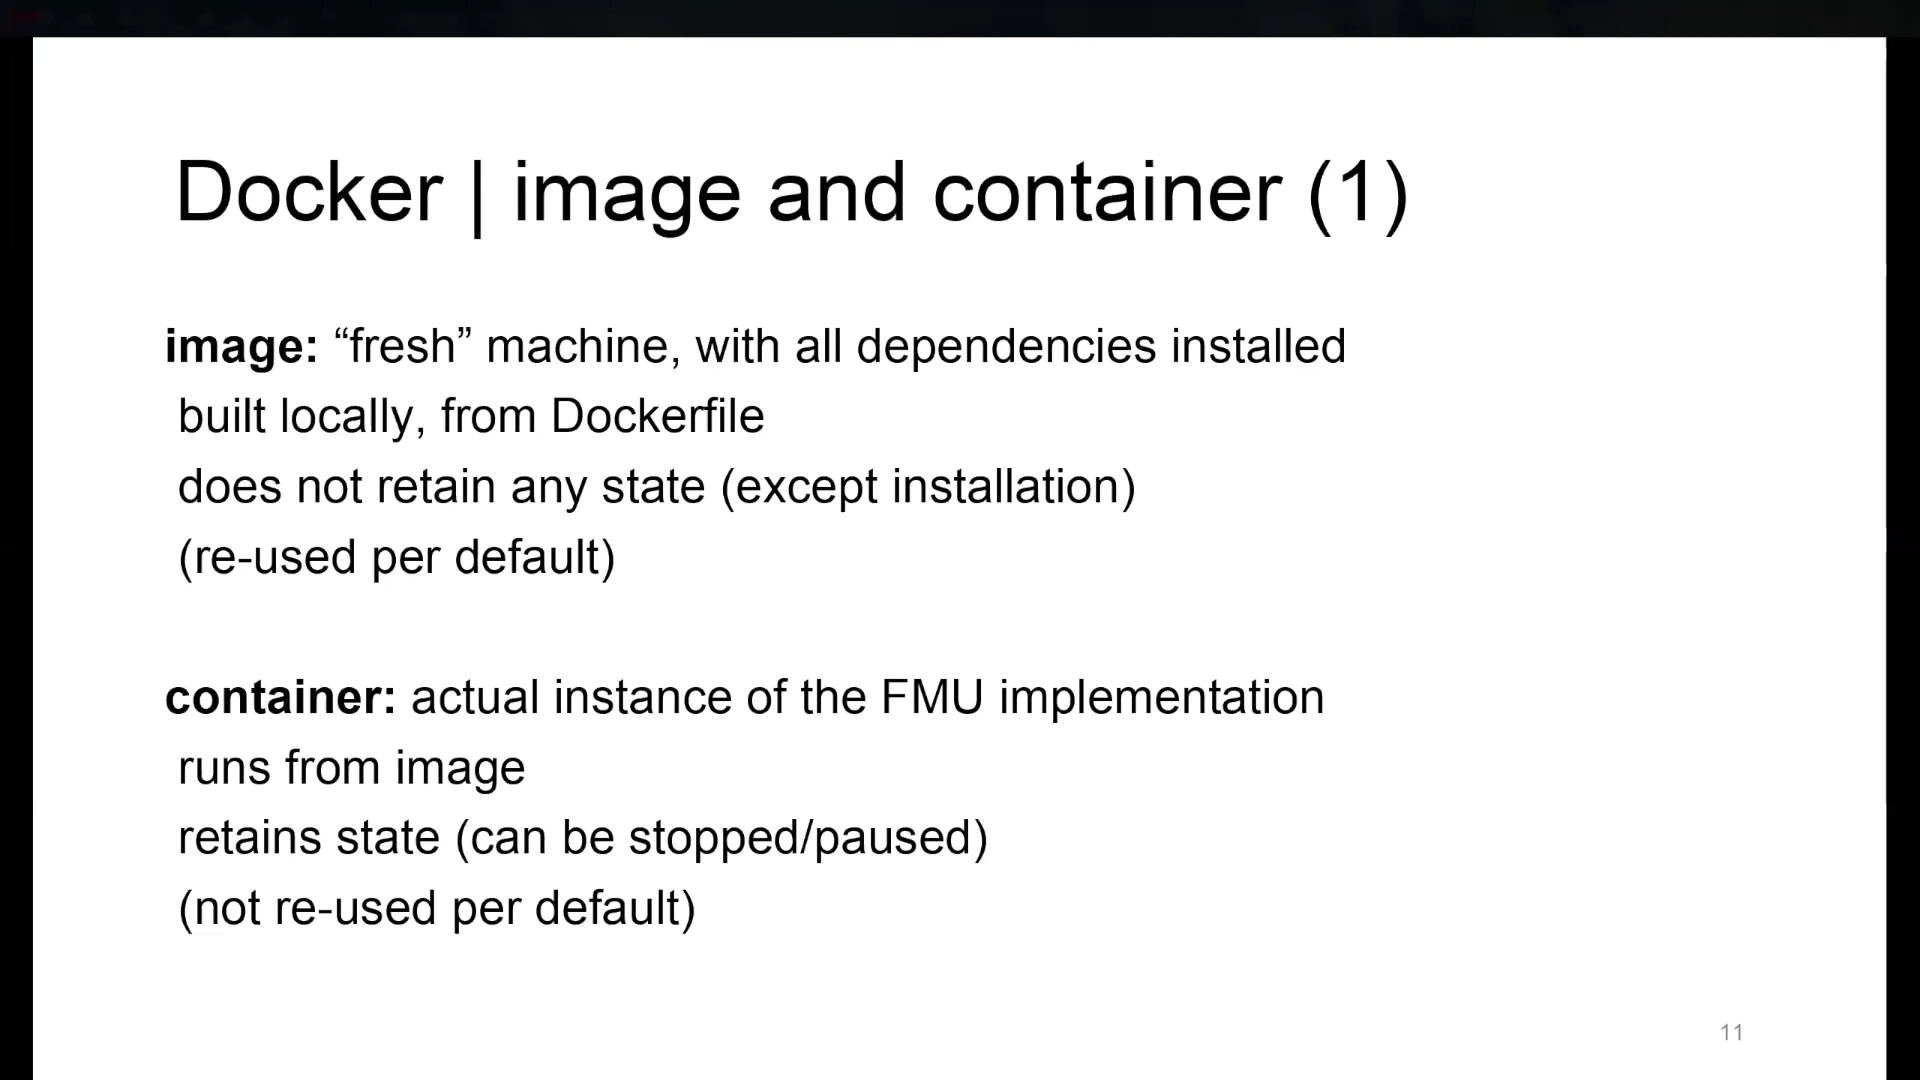 Docker | image and container (1)
image: “fresh” machine, with all dependencies installed
built locally, from Dockerfile
does not retain any state (except installation)
(re-used per default)
container: actual instance of the FMU implementation
runs from image
retains state (can be stopped/paused)
(not re-used per default)
11